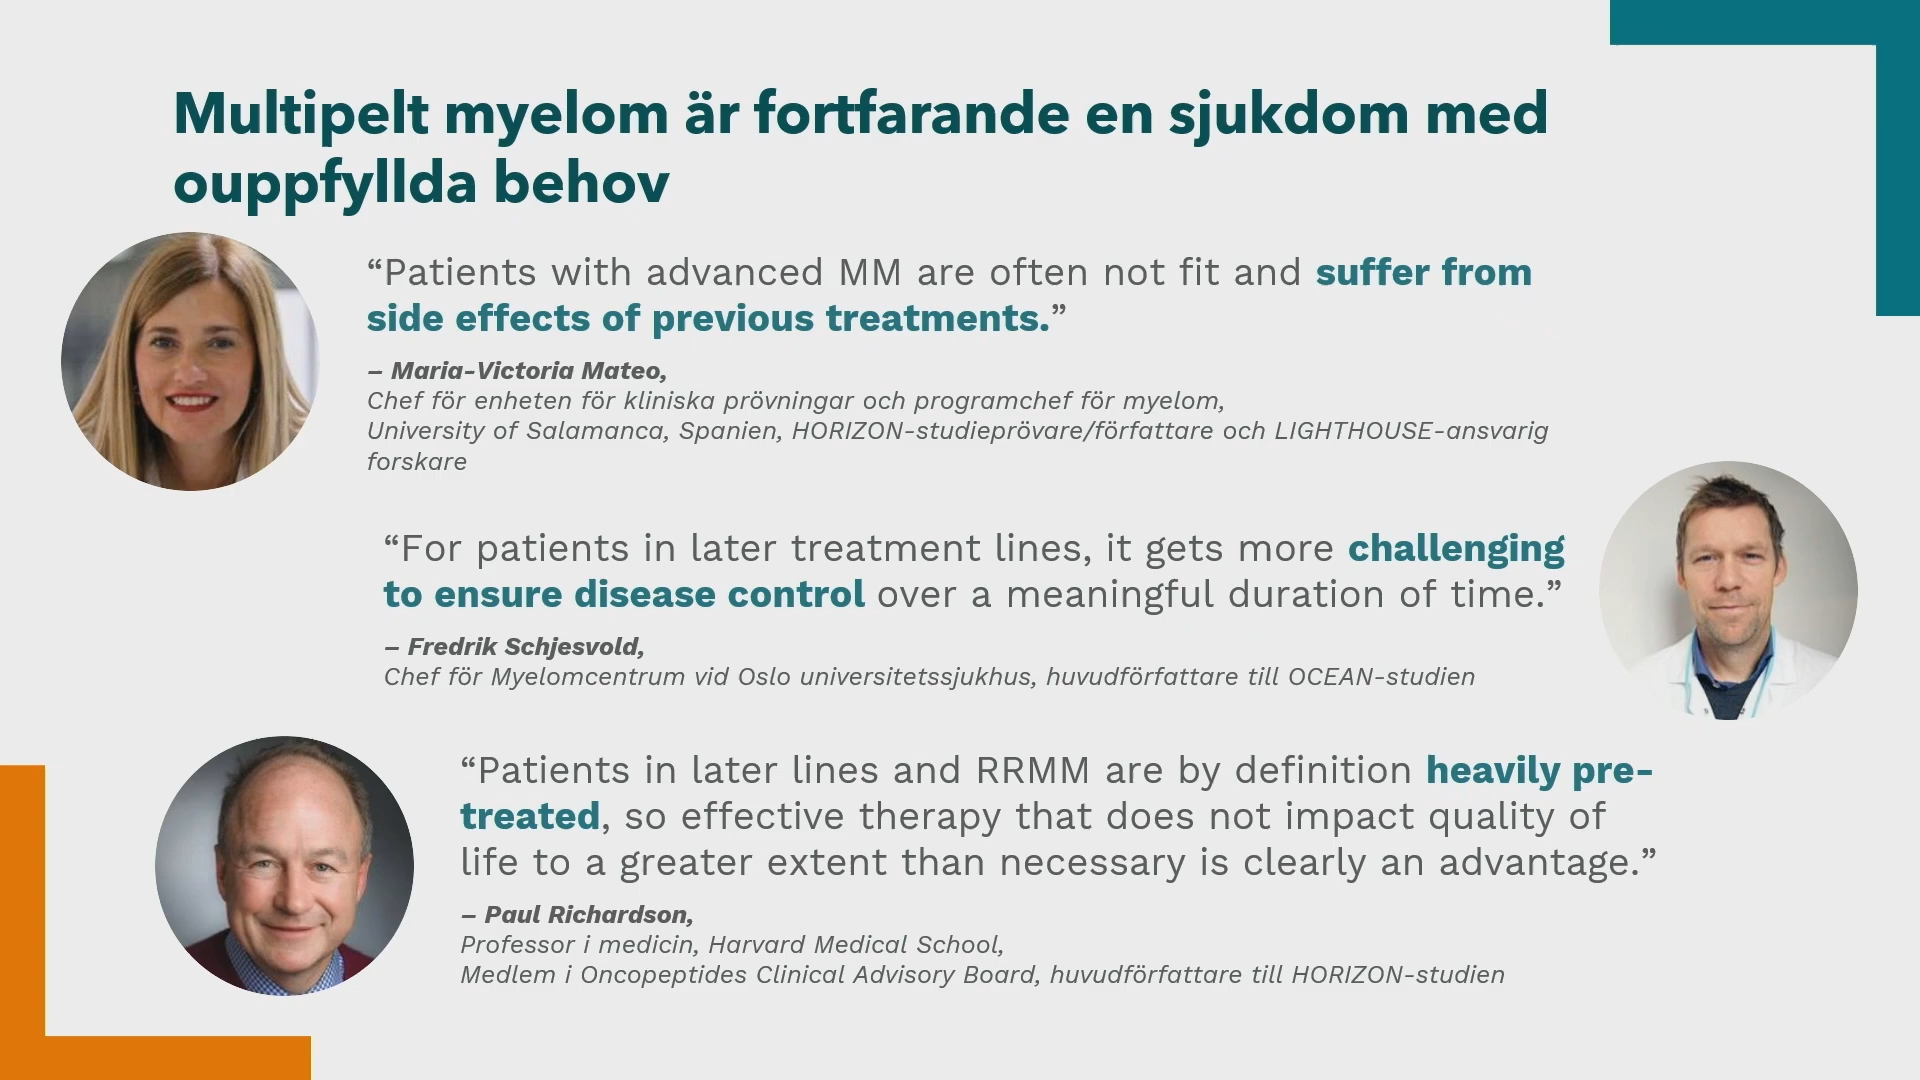 Multipelt myelom är fortfarande en sjukdom med
ouppfyllda behov
“Patients with advanced MM are often not fit and suffer from
side effects of previous treatments.”
– Maria-Victoria Mateo,
Chef för enheten för kliniska prövningar och programchef för myelom,
University of Salamanca, Spanien, HORIZON-studieprövare/författare och LIGHTHOUSE-ansvarig
forskare
“For patients in later treatment lines, it gets more challenging
to ensure disease control over a meaningful duration of time.”
– Fredrik Schjesvold,
Chef för Myelomcentrum vid Oslo universitetssjukhus, huvudförfattare till OCEAN-studien
“Patients in later lines and RRMM are by definition heavily pre-
treated, so effective therapy that does not impact quality of
life to a greater extent than necessary is clearly an advantage.”
– Paul Richardson,
Professor i medicin, Harvard Medical School,
Medlem i Oncopeptides Clinical Advisory Board, huvudförfattare till HORIZON-studien